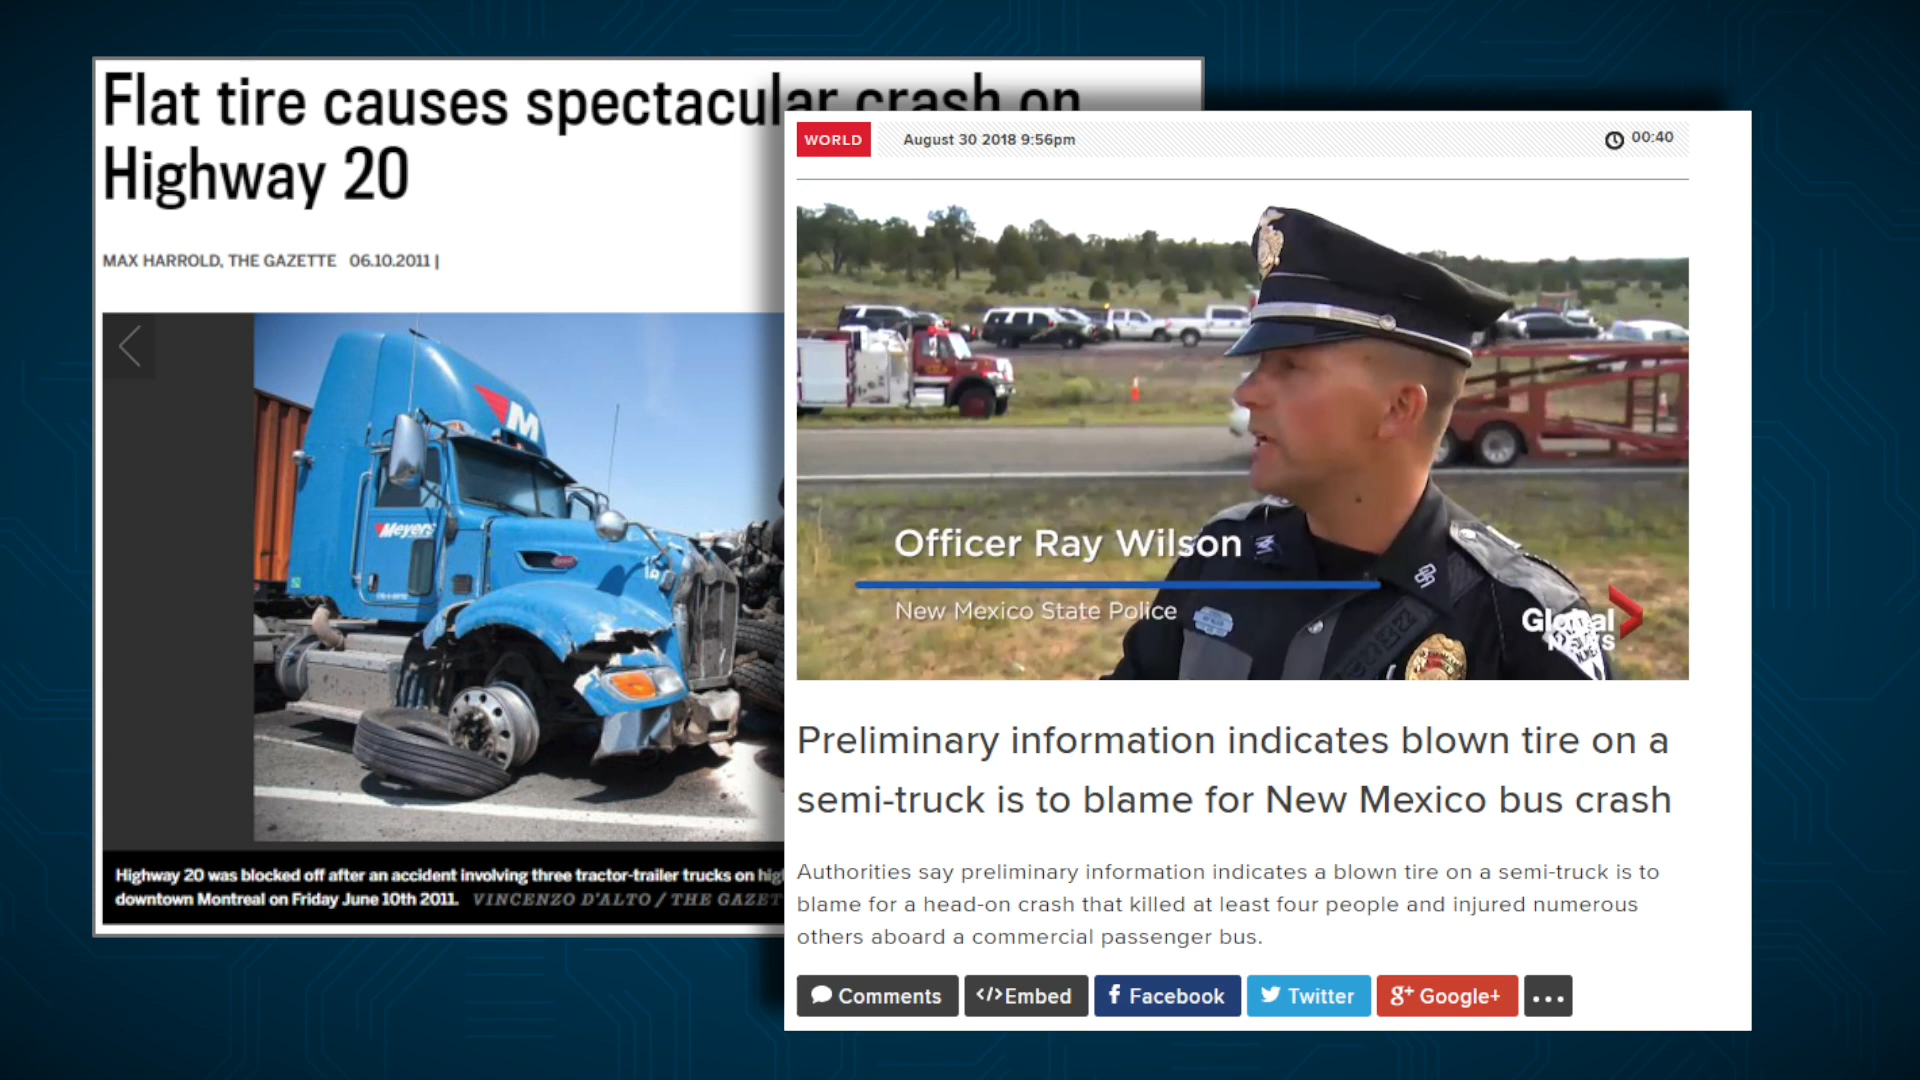 Flat tire causes spectacular crash on
Highway 20
MAX HARROLD, THE GAZETTE 06.10.2011 |
M
Meyers
Highway 20 was blocked off after an accident involving three tractor-trailer trucks on hig
downtown Montreal on Friday June 10th 2011. VINCENZO D'ALTO / THE GAZET
WORLD August 30 2018 9:56pm 00:40
Officer Ray Wilson
New Mexico State Police
Global
NEWS
Preliminary information indicates blown tire on a
semi-truck is to blame for New Mexico bus crash
Authorities say preliminary information indicates a blown tire on a semi-truck is to
blame for a head-on crash that killed at least four people and injured numerous
others aboard a commercial passenger bus.
Comments </>Embed f Facebook Twitter g+ Google+ ...